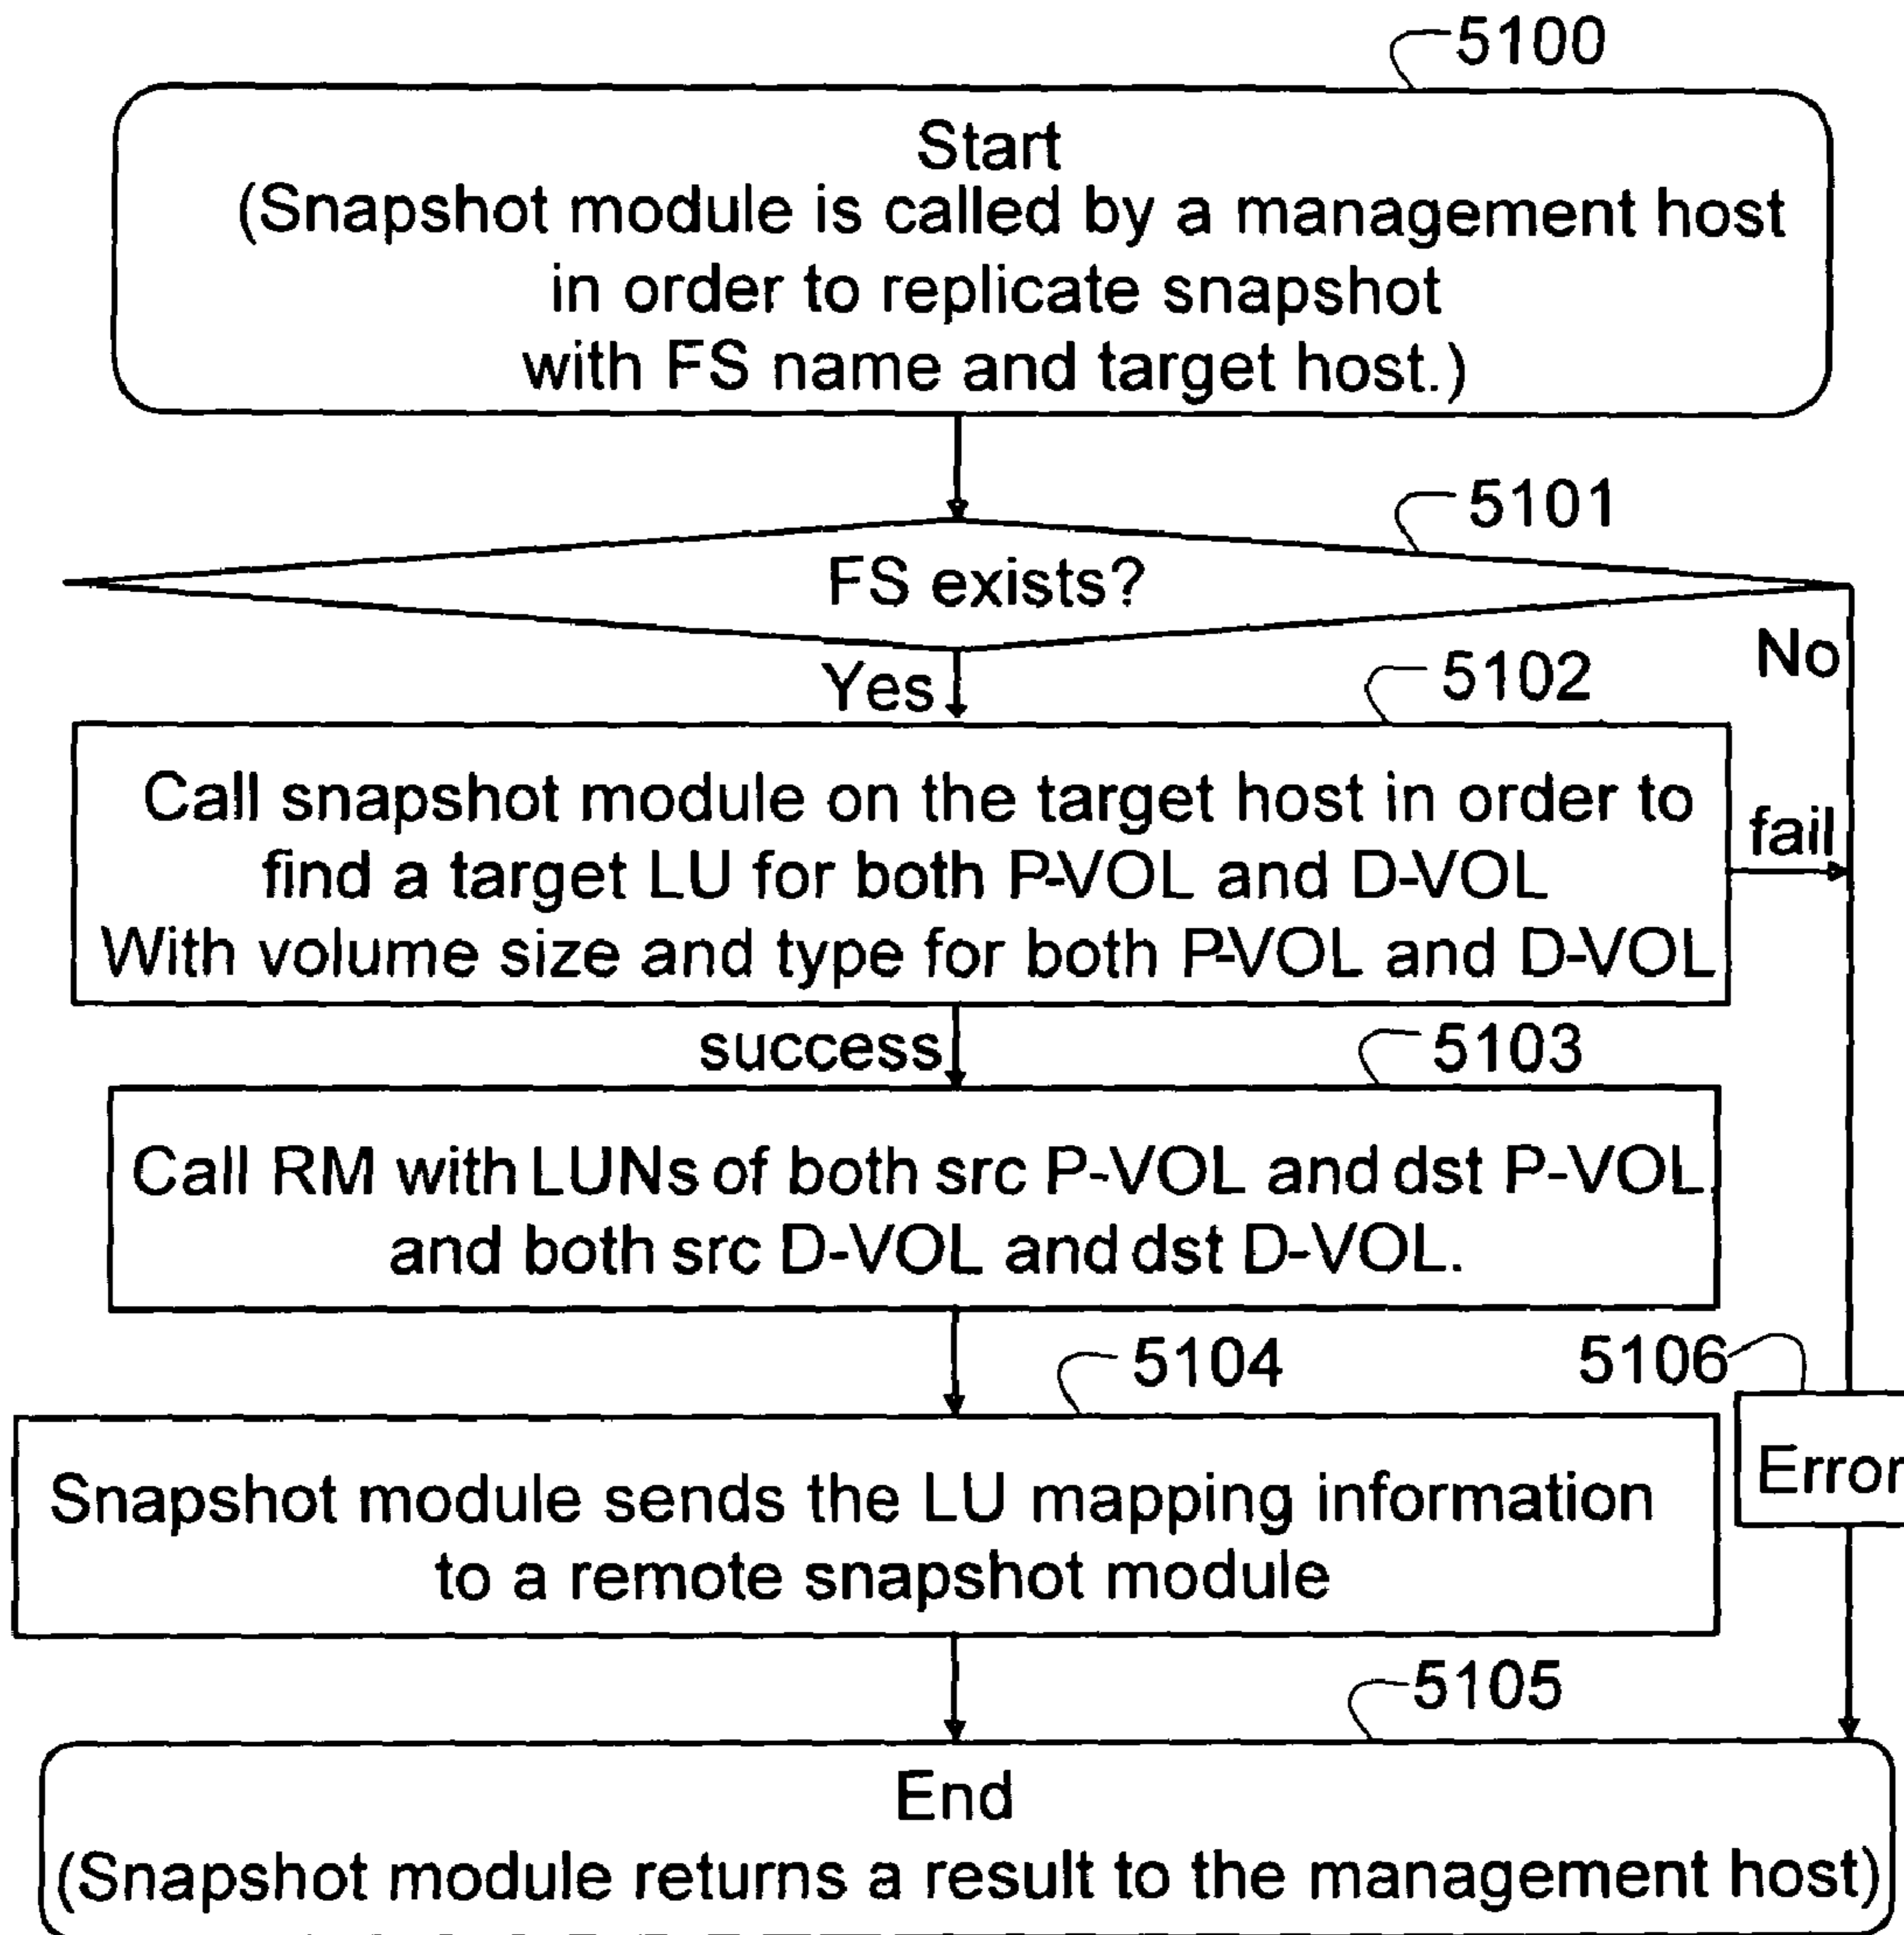 5100
Start
(Snapshot module is called by a management host
in order to replicate snapshot
with FS name and target host.)
5101
FS exists?
No
Yes
5102
Call snapshot module on the target host in order to
find a target LU for both P-VOL and D-VOL
With volume size and type for both P-VOL and D-VOL
fail
success
5103
Call RM with LUNs of both src P-VOL and dst P-VOL.
and both src D-VOL and dst D-VOL.
5104
5106
Snapshot module sends the LU mapping information
to a remote snapshot module
Error
5105
End
(Snapshot module returns a result to the management host)